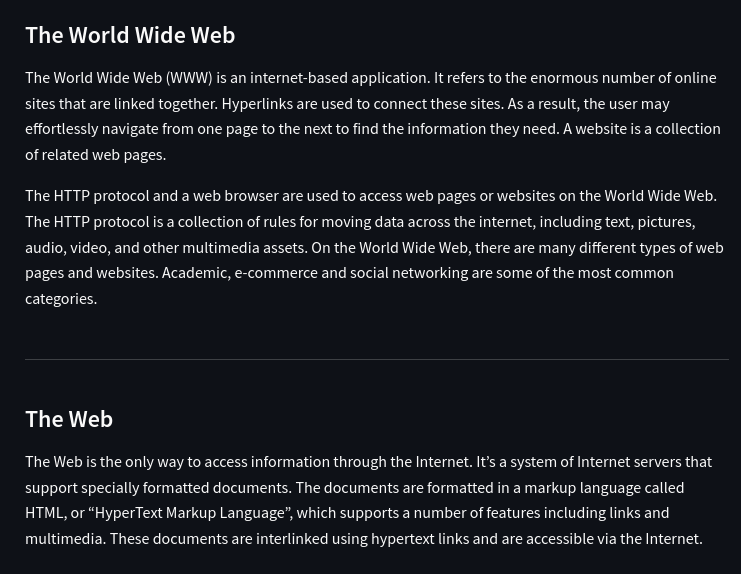 The World Wide Web
The World Wide Web (WWW) is an internet-based application. It refers to the enormous number of online
sites that are linked together. Hyperlinks are used to connect these sites. As a result, the user may
effortlessly navigate from one page to the next to find the information they need. A website is a collection
of related web pages.
The HTTP protocol and a web browser are used to access web pages or websites on the World Wide Web.
The HTTP protocol is a collection of rules for moving data across the internet, including text, pictures,
audio, video, and other multimedia assets. On the World Wide Web, there are many different types of web
pages and websites. Academic, e-commerce and social networking are some of the most common
categories.
The Web
The Web is the only way to access information through the Internet. It’s a system of Internet servers that
support specially formatted documents. The documents are formatted in a markup language called
HTML, or “HyperText Markup Language”, which supports a number of features including links and
multimedia. These documents are interlinked using hypertext links and are accessible via the Internet.